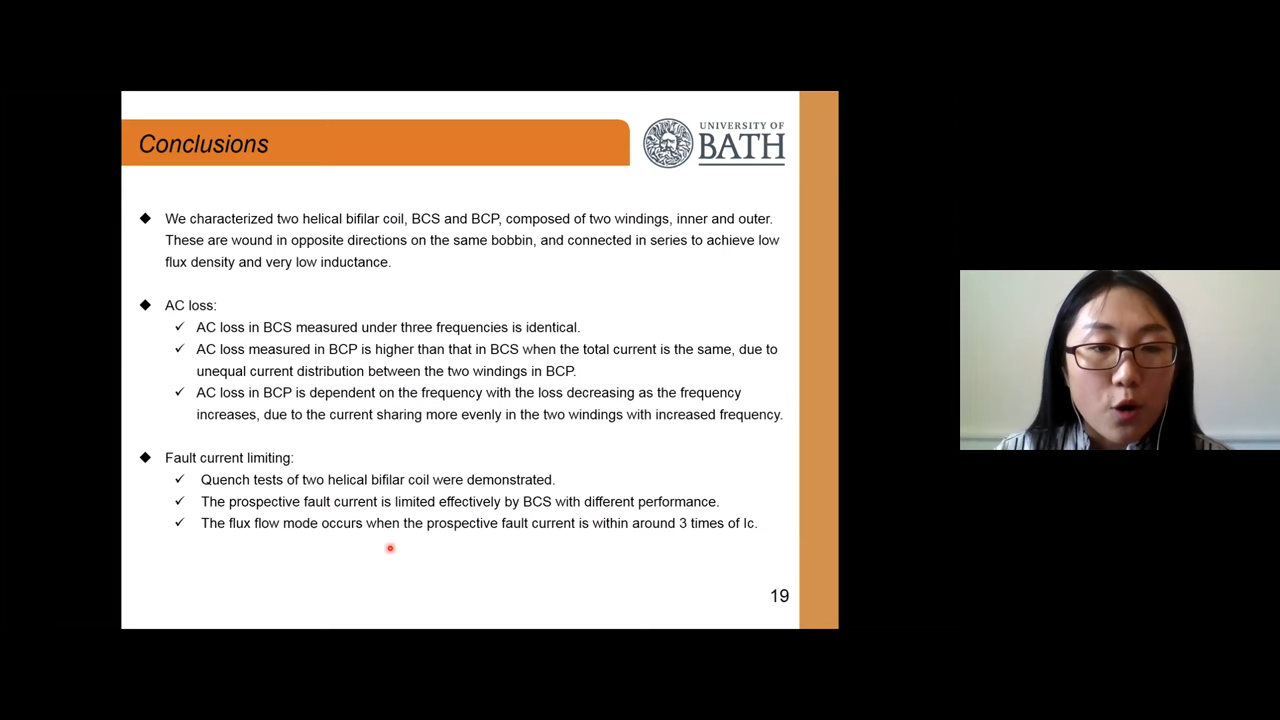 Conclusions
UNIVERSITY OF
BATH
◆ We characterized two helical bifilar coil, BCS and BCP, composed of two windings, inner and outer.
These are wound in opposite directions on the same bobbin, and connected in series to achieve low
flux density and very low inductance.
◆ AC loss:
✓ AC loss in BCS measured under three frequencies is identical.
✓ AC loss measured in BCP is higher than that in BCS when the total current is the same, due to
unequal current distribution between the two windings in BCP.
✓ AC loss in BCP is dependent on the frequency with the loss decreasing as the frequency
increases, due to the current sharing more evenly in the two windings with increased frequency.
◆ Fault current limiting:
✓ Quench tests of two helical bifilar coil were demonstrated.
✓ The prospective fault current is limited effectively by BCS with different performance.
✓ The flux flow mode occurs when the prospective fault current is within around 3 times of Ic.
19